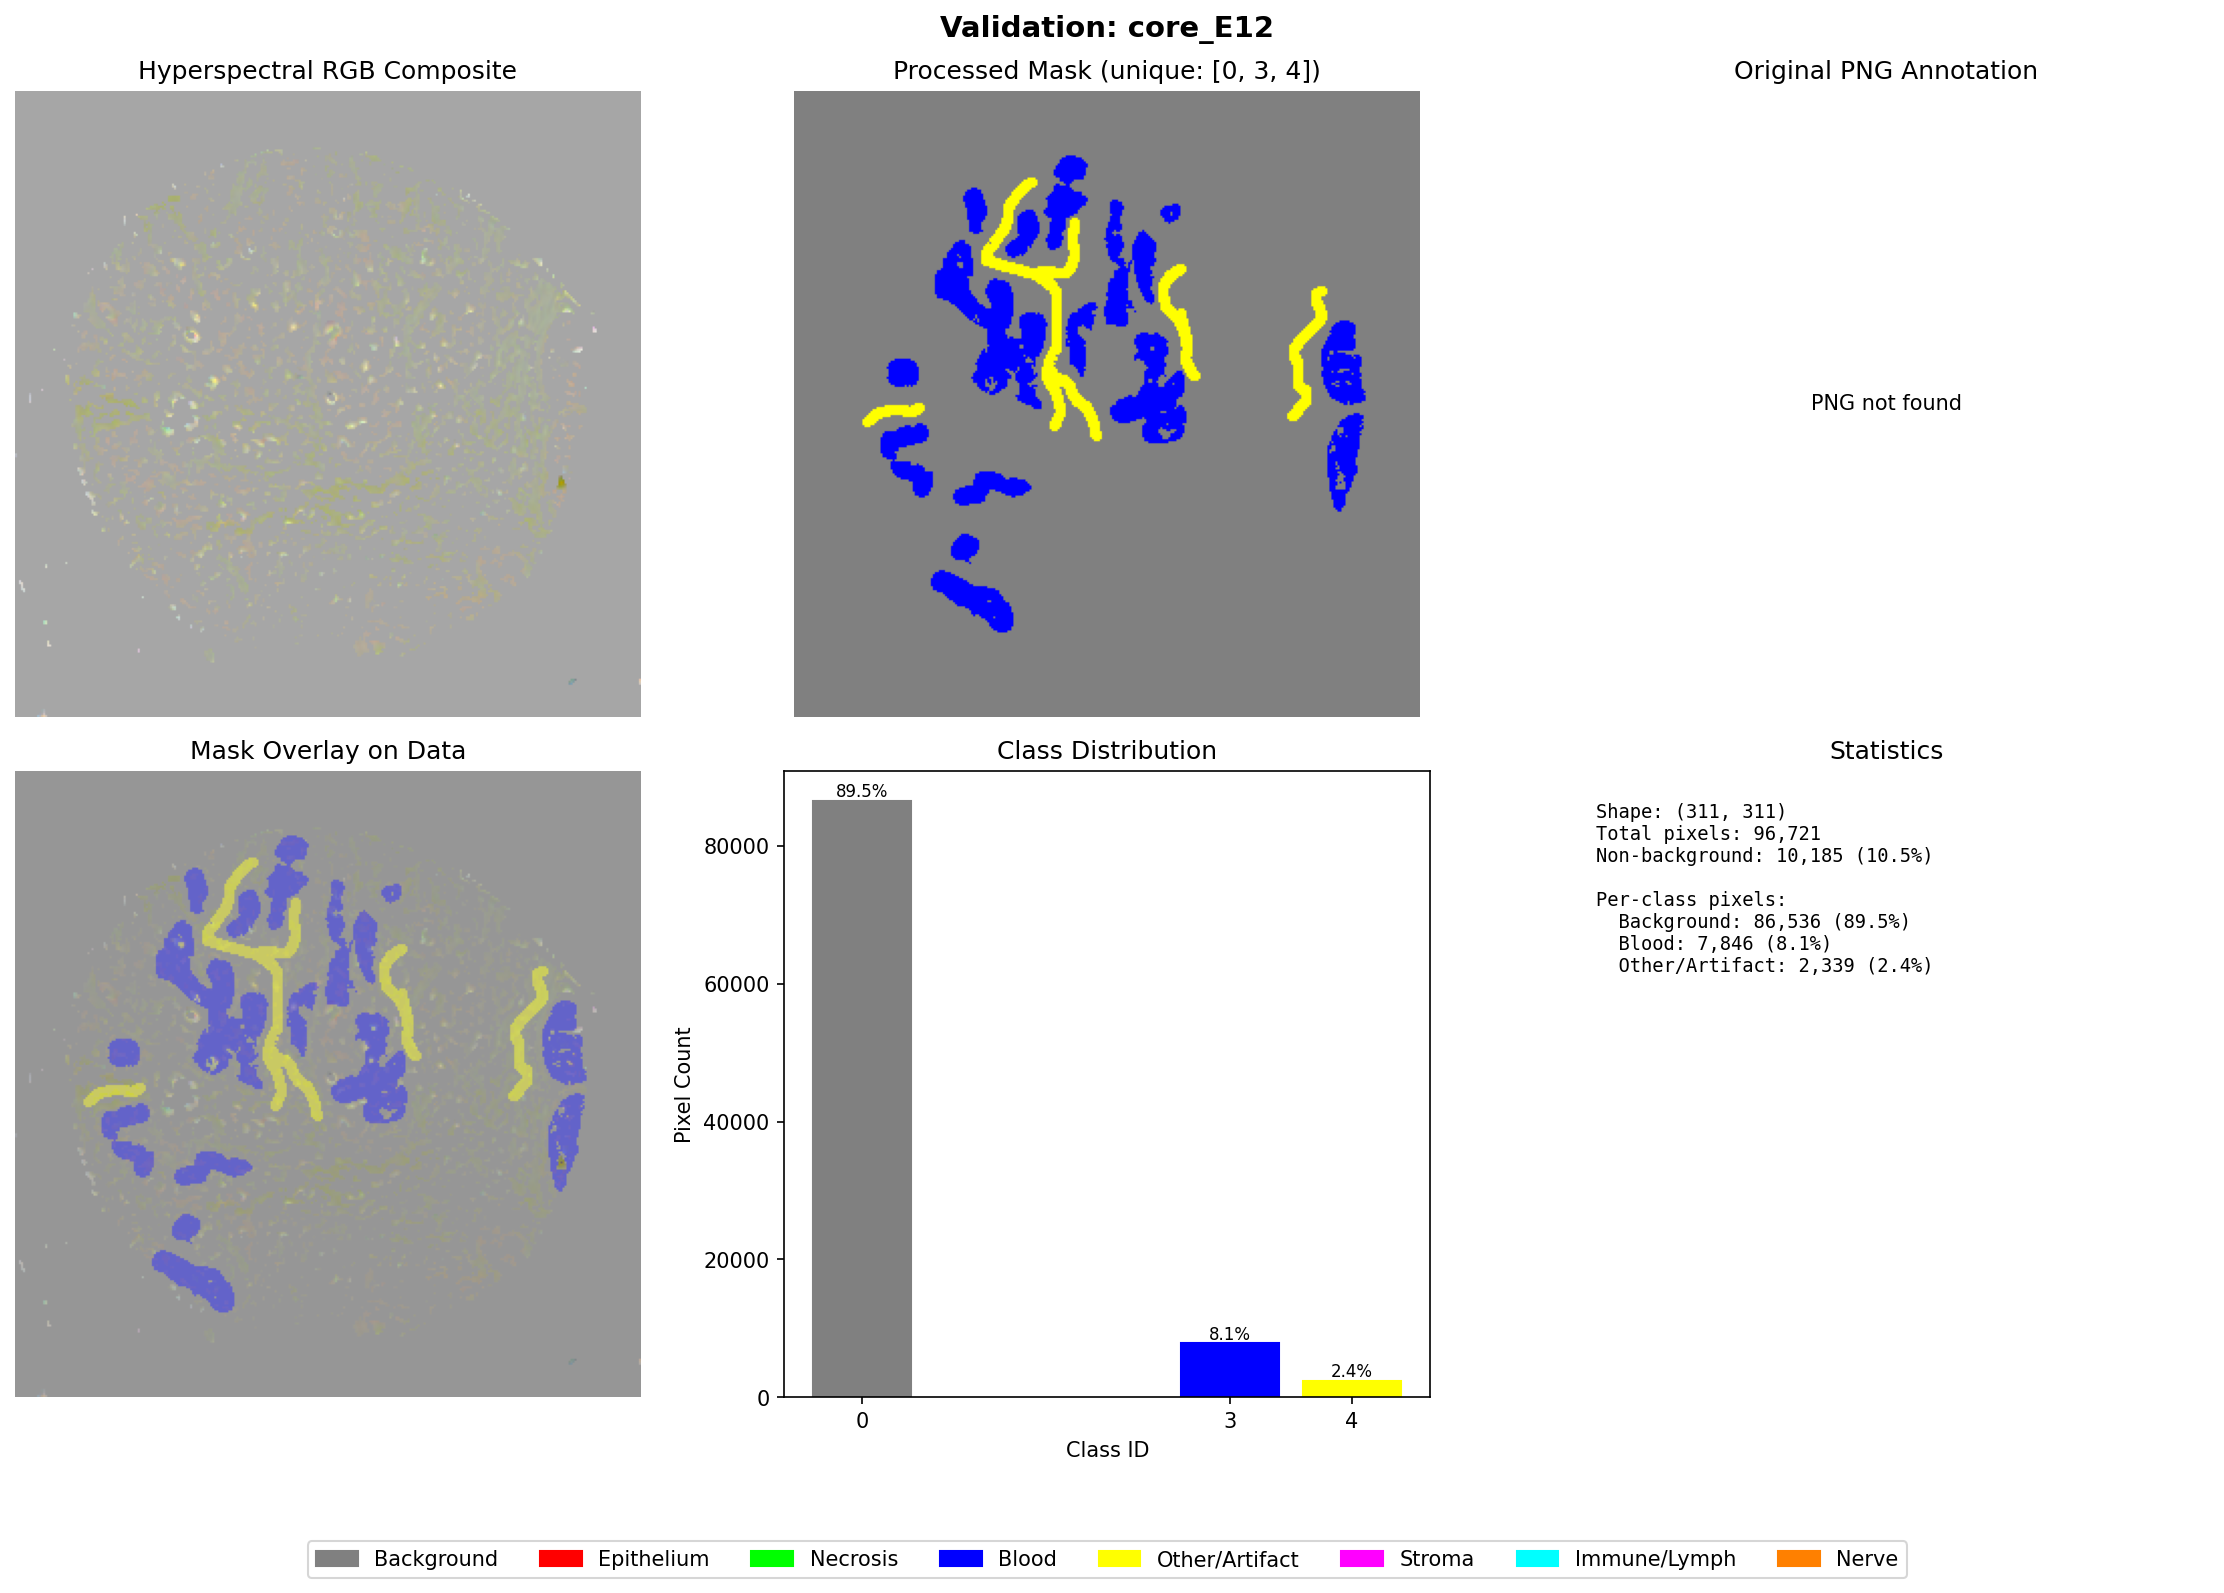 Validation: core_E12
Hyperspectral RGB Composite
Processed Mask (unique: [0, 3, 4])
Original PNG Annotation
PNG not found
Mask Overlay on Data
Class Distribution
Statistics
89.5%
8.1%
2.4%
80000
60000
40000
20000
0
Pixel Count
0 3 4
Class ID
Shape: (311, 311)
Total pixels: 96,721
Non-background: 10,185 (10.5%)
Per-class pixels:
Background: 86,536 (89.5%)
Blood: 7,846 (8.1%)
Other/Artifact: 2,339 (2.4%)
Background Epithelium Necrosis Blood Other/Artifact Stroma Immune/Lymph Nerve